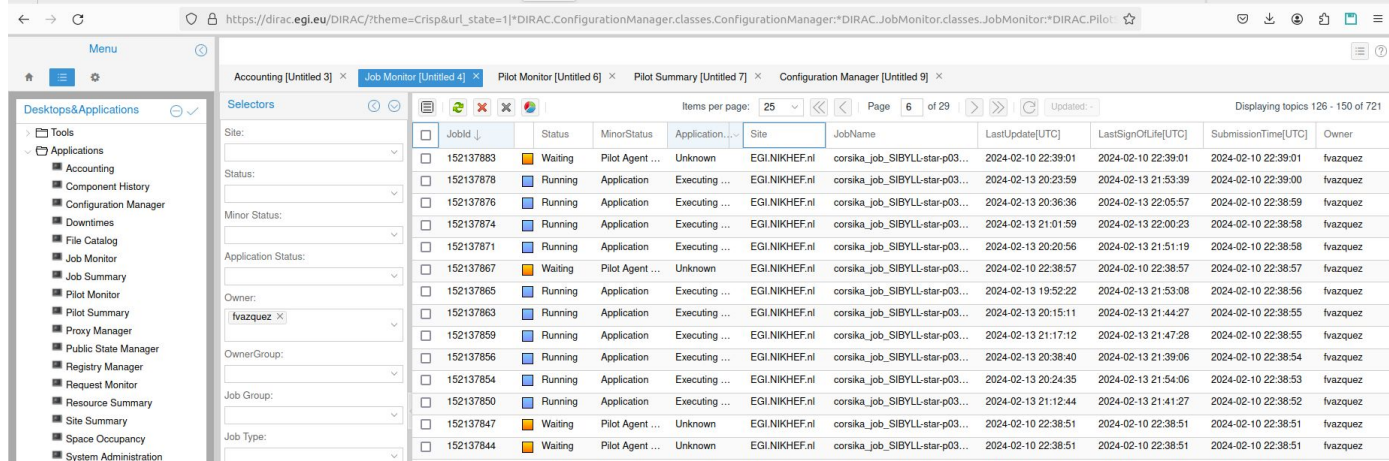 https://dirac.egi.eu/DIRAC/?theme=Crisp&url_state=1|*DIRAC.ConfigurationManager.classes.ConfigurationManager:*DIRAC.JobMonitor.classes.JobMonitor:*DIRAC.Pilot
Menu
Accounting [Untitled 3] Job Monitor [Untitled 4] Pilot Monitor [Untitled 6] Pilot Summary [Untitled 7] Configuration Manager [Untitled 9]
Desktops&Applications
Tools
Applications
Accounting
Component History
Configuration Manager
Downtimes
File Catalog
Job Monitor
Job Summary
Pilot Monitor
Pilot Summary
Proxy Manager
Public State Manager
Registry Manager
Request Monitor
Resource Summary
Site Summary
Space Occupancy
System Administration
Selectors
Site:
Status:
Minor Status:
Application Status:
Owner:
fvazquez
OwnerGroup:
Job Group:
Job Type:
Items per page: 25 Page 6 of 29 Updated: - Displaying topics 126 - 150 of 721
JobId Status MinorStatus Application... Site JobName LastUpdate[UTC] LastSignOfLife[UTC] SubmissionTime[UTC] Owner
152137883 Waiting Pilot Agent ... Unknown EGI.NIKHEF.nl corsika_job_SIBYLL-star-p03... 2024-02-10 22:39:01 2024-02-10 22:39:01 2024-02-10 22:39:01 fvazquez
152137878 Running Application Executing ... EGI.NIKHEF.nl corsika_job_SIBYLL-star-p03... 2024-02-13 20:23:59 2024-02-13 21:53:39 2024-02-10 22:39:00 fvazquez
152137876 Running Application Executing ... EGI.NIKHEF.nl corsika_job_SIBYLL-star-p03... 2024-02-13 20:36:36 2024-02-13 22:05:57 2024-02-10 22:38:59 fvazquez
152137874 Running Application Executing ... EGI.NIKHEF.nl corsika_job_SIBYLL-star-p03... 2024-02-13 21:01:59 2024-02-13 22:00:23 2024-02-10 22:38:58 fvazquez
152137871 Running Application Executing ... EGI.NIKHEF.nl corsika_job_SIBYLL-star-p03... 2024-02-13 20:20:56 2024-02-13 21:51:19 2024-02-10 22:38:58 fvazquez
152137867 Waiting Pilot Agent ... Unknown EGI.NIKHEF.nl corsika_job_SIBYLL-star-p03... 2024-02-10 22:38:57 2024-02-10 22:38:57 2024-02-10 22:38:57 fvazquez
152137865 Running Application Executing ... EGI.NIKHEF.nl corsika_job_SIBYLL-star-p03... 2024-02-13 19:52:22 2024-02-13 21:53:08 2024-02-10 22:38:56 fvazquez
152137863 Running Application Executing ... EGI.NIKHEF.nl corsika_job_SIBYLL-star-p03... 2024-02-13 20:15:11 2024-02-13 21:44:27 2024-02-10 22:38:55 fvazquez
152137859 Running Application Executing ... EGI.NIKHEF.nl corsika_job_SIBYLL-star-p03... 2024-02-13 21:17:12 2024-02-13 21:47:28 2024-02-10 22:38:55 fvazquez
152137856 Running Application Executing ... EGI.NIKHEF.nl corsika_job_SIBYLL-star-p03... 2024-02-13 20:38:40 2024-02-13 21:39:06 2024-02-10 22:38:54 fvazquez
152137854 Running Application Executing ... EGI.NIKHEF.nl corsika_job_SIBYLL-star-p03... 2024-02-13 20:24:35 2024-02-13 21:54:06 2024-02-10 22:38:53 fvazquez
152137850 Running Application Executing ... EGI.NIKHEF.nl corsika_job_SIBYLL-star-p03... 2024-02-13 21:12:44 2024-02-13 21:41:27 2024-02-10 22:38:52 fvazquez
152137847 Waiting Pilot Agent ... Unknown EGI.NIKHEF.nl corsika_job_SIBYLL-star-p03... 2024-02-10 22:38:51 2024-02-10 22:38:51 2024-02-10 22:38:51 fvazquez
152137844 Waiting Pilot Agent ... Unknown EGI.NIKHEF.nl corsika_job_SIBYLL-star-p03... 2024-02-10 22:38:51 2024-02-10 22:38:51 2024-02-10 22:38:51 fvazquez